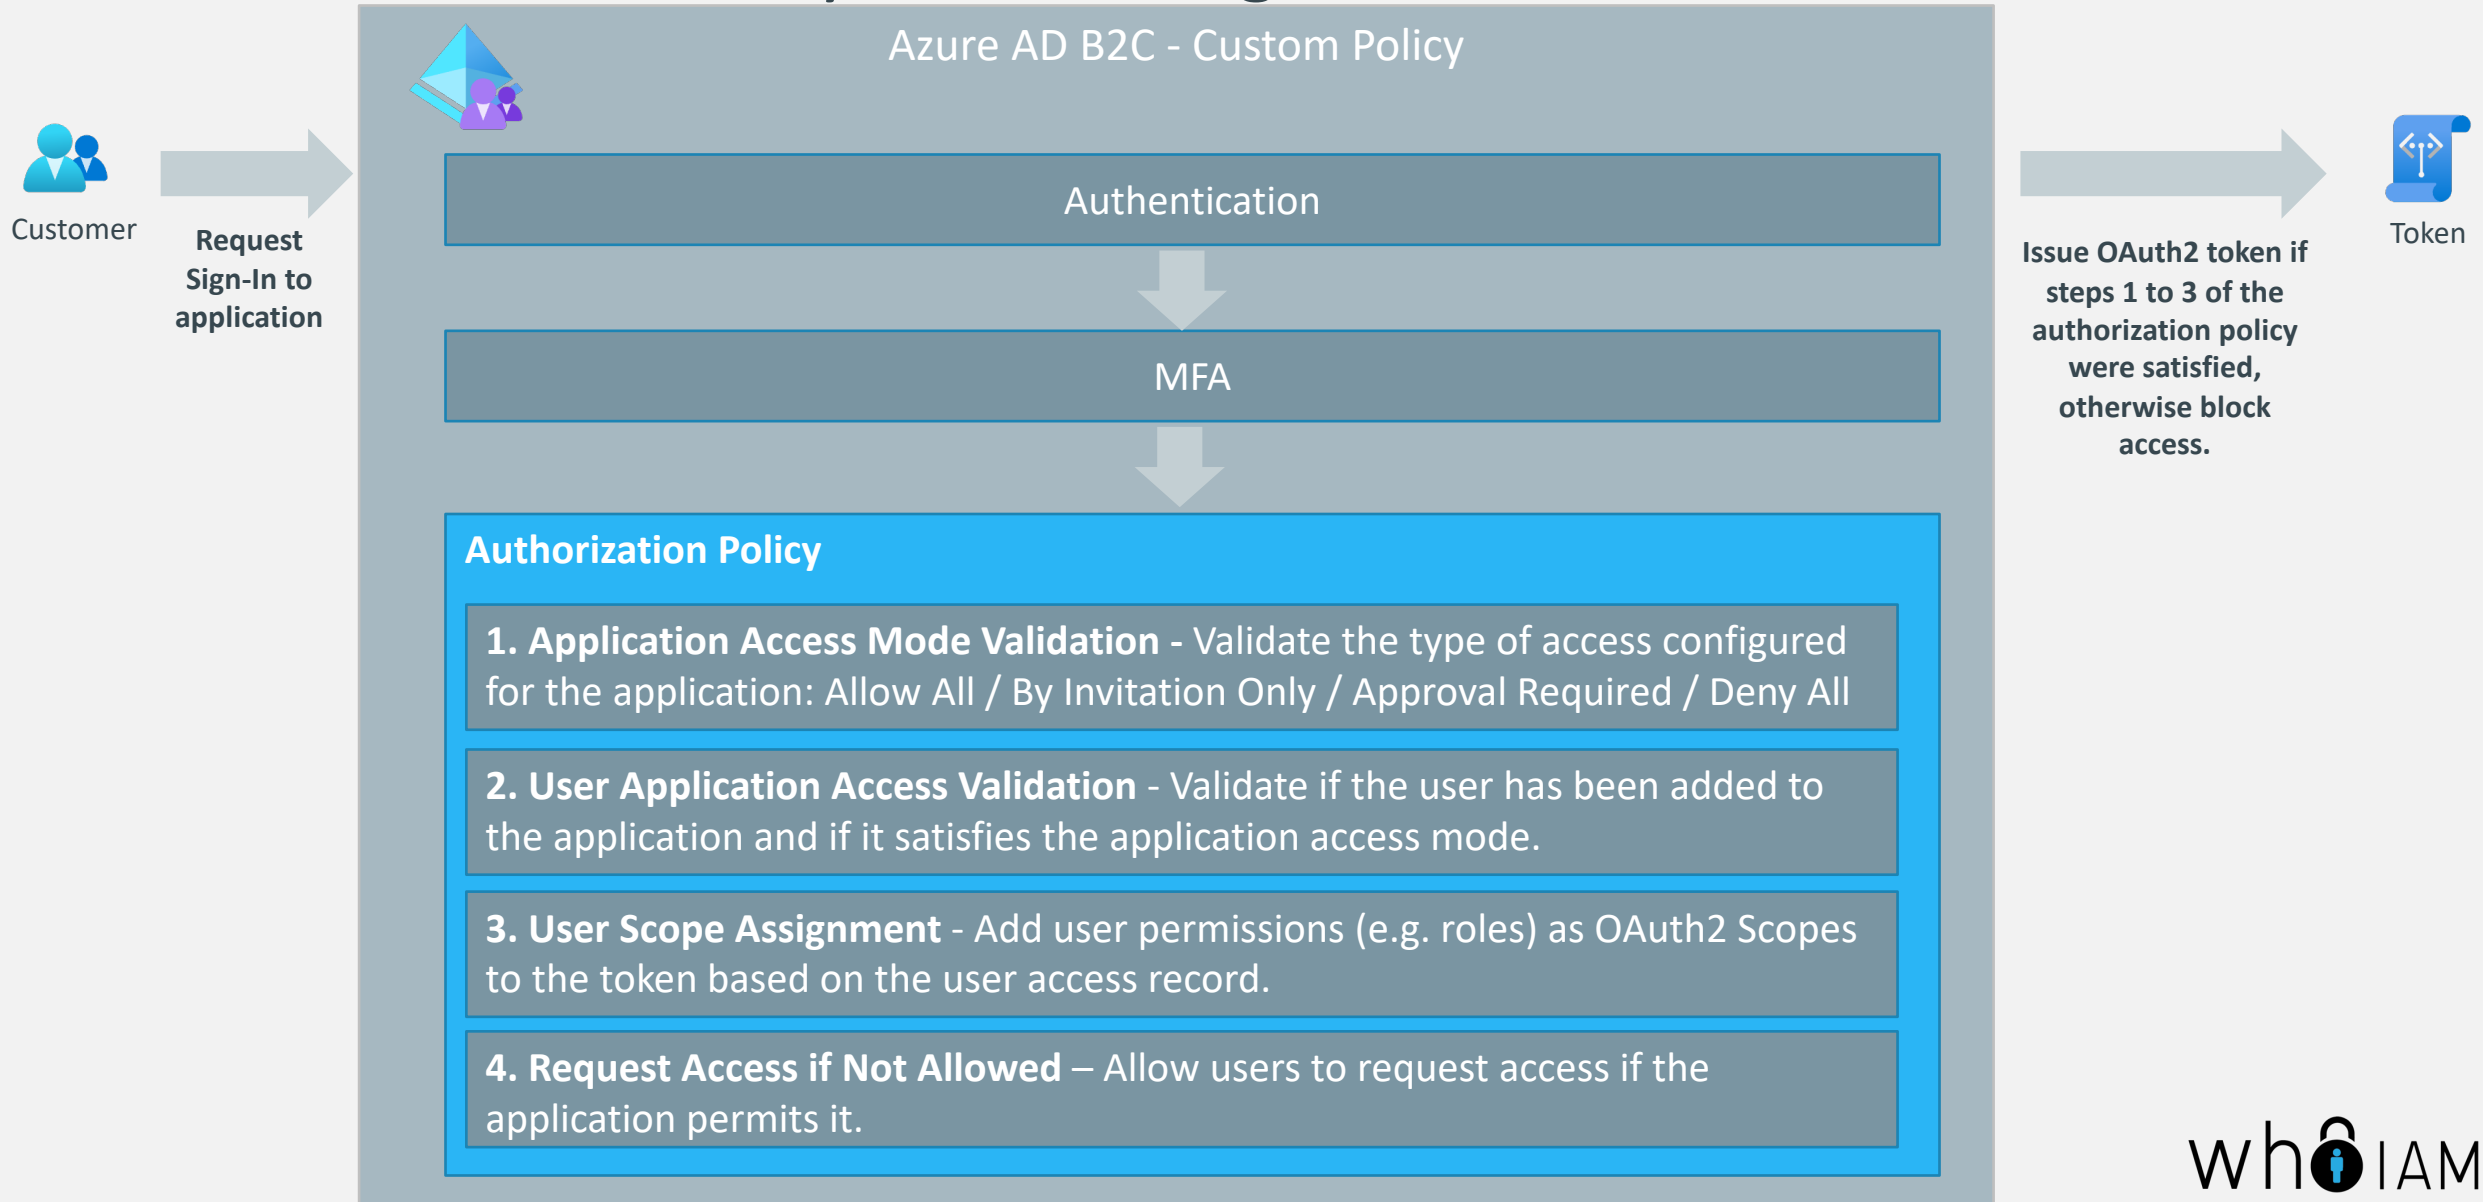 Azure AD B2C - Custom Policy
Customer
Request
Sign-In to
application
Authentication
MFA
Authorization Policy
1. Application Access Mode Validation - Validate the type of access configured
for the application: Allow All / By Invitation Only / Approval Required / Deny All
2. User Application Access Validation - Validate if the user has been added to
the application and if it satisfies the application access mode.
3. User Scope Assignment - Add user permissions (e.g. roles) as OAuth2 Scopes
to the token based on the user access record.
4. Request Access if Not Allowed – Allow users to request access if the
application permits it.
Token
Issue OAuth2 token if
steps 1 to 3 of the
authorization policy
were satisfied,
otherwise block
access.
whoIAM